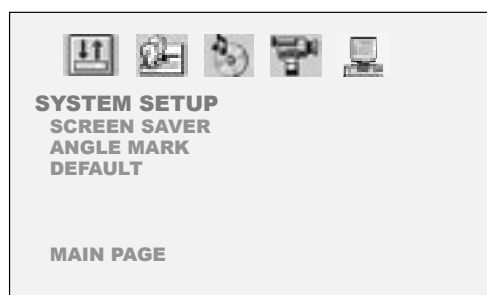 SYSTEM SETUP
SCREEN SAVER
ANGLE MARK
DEFAULT
MAIN PAGE